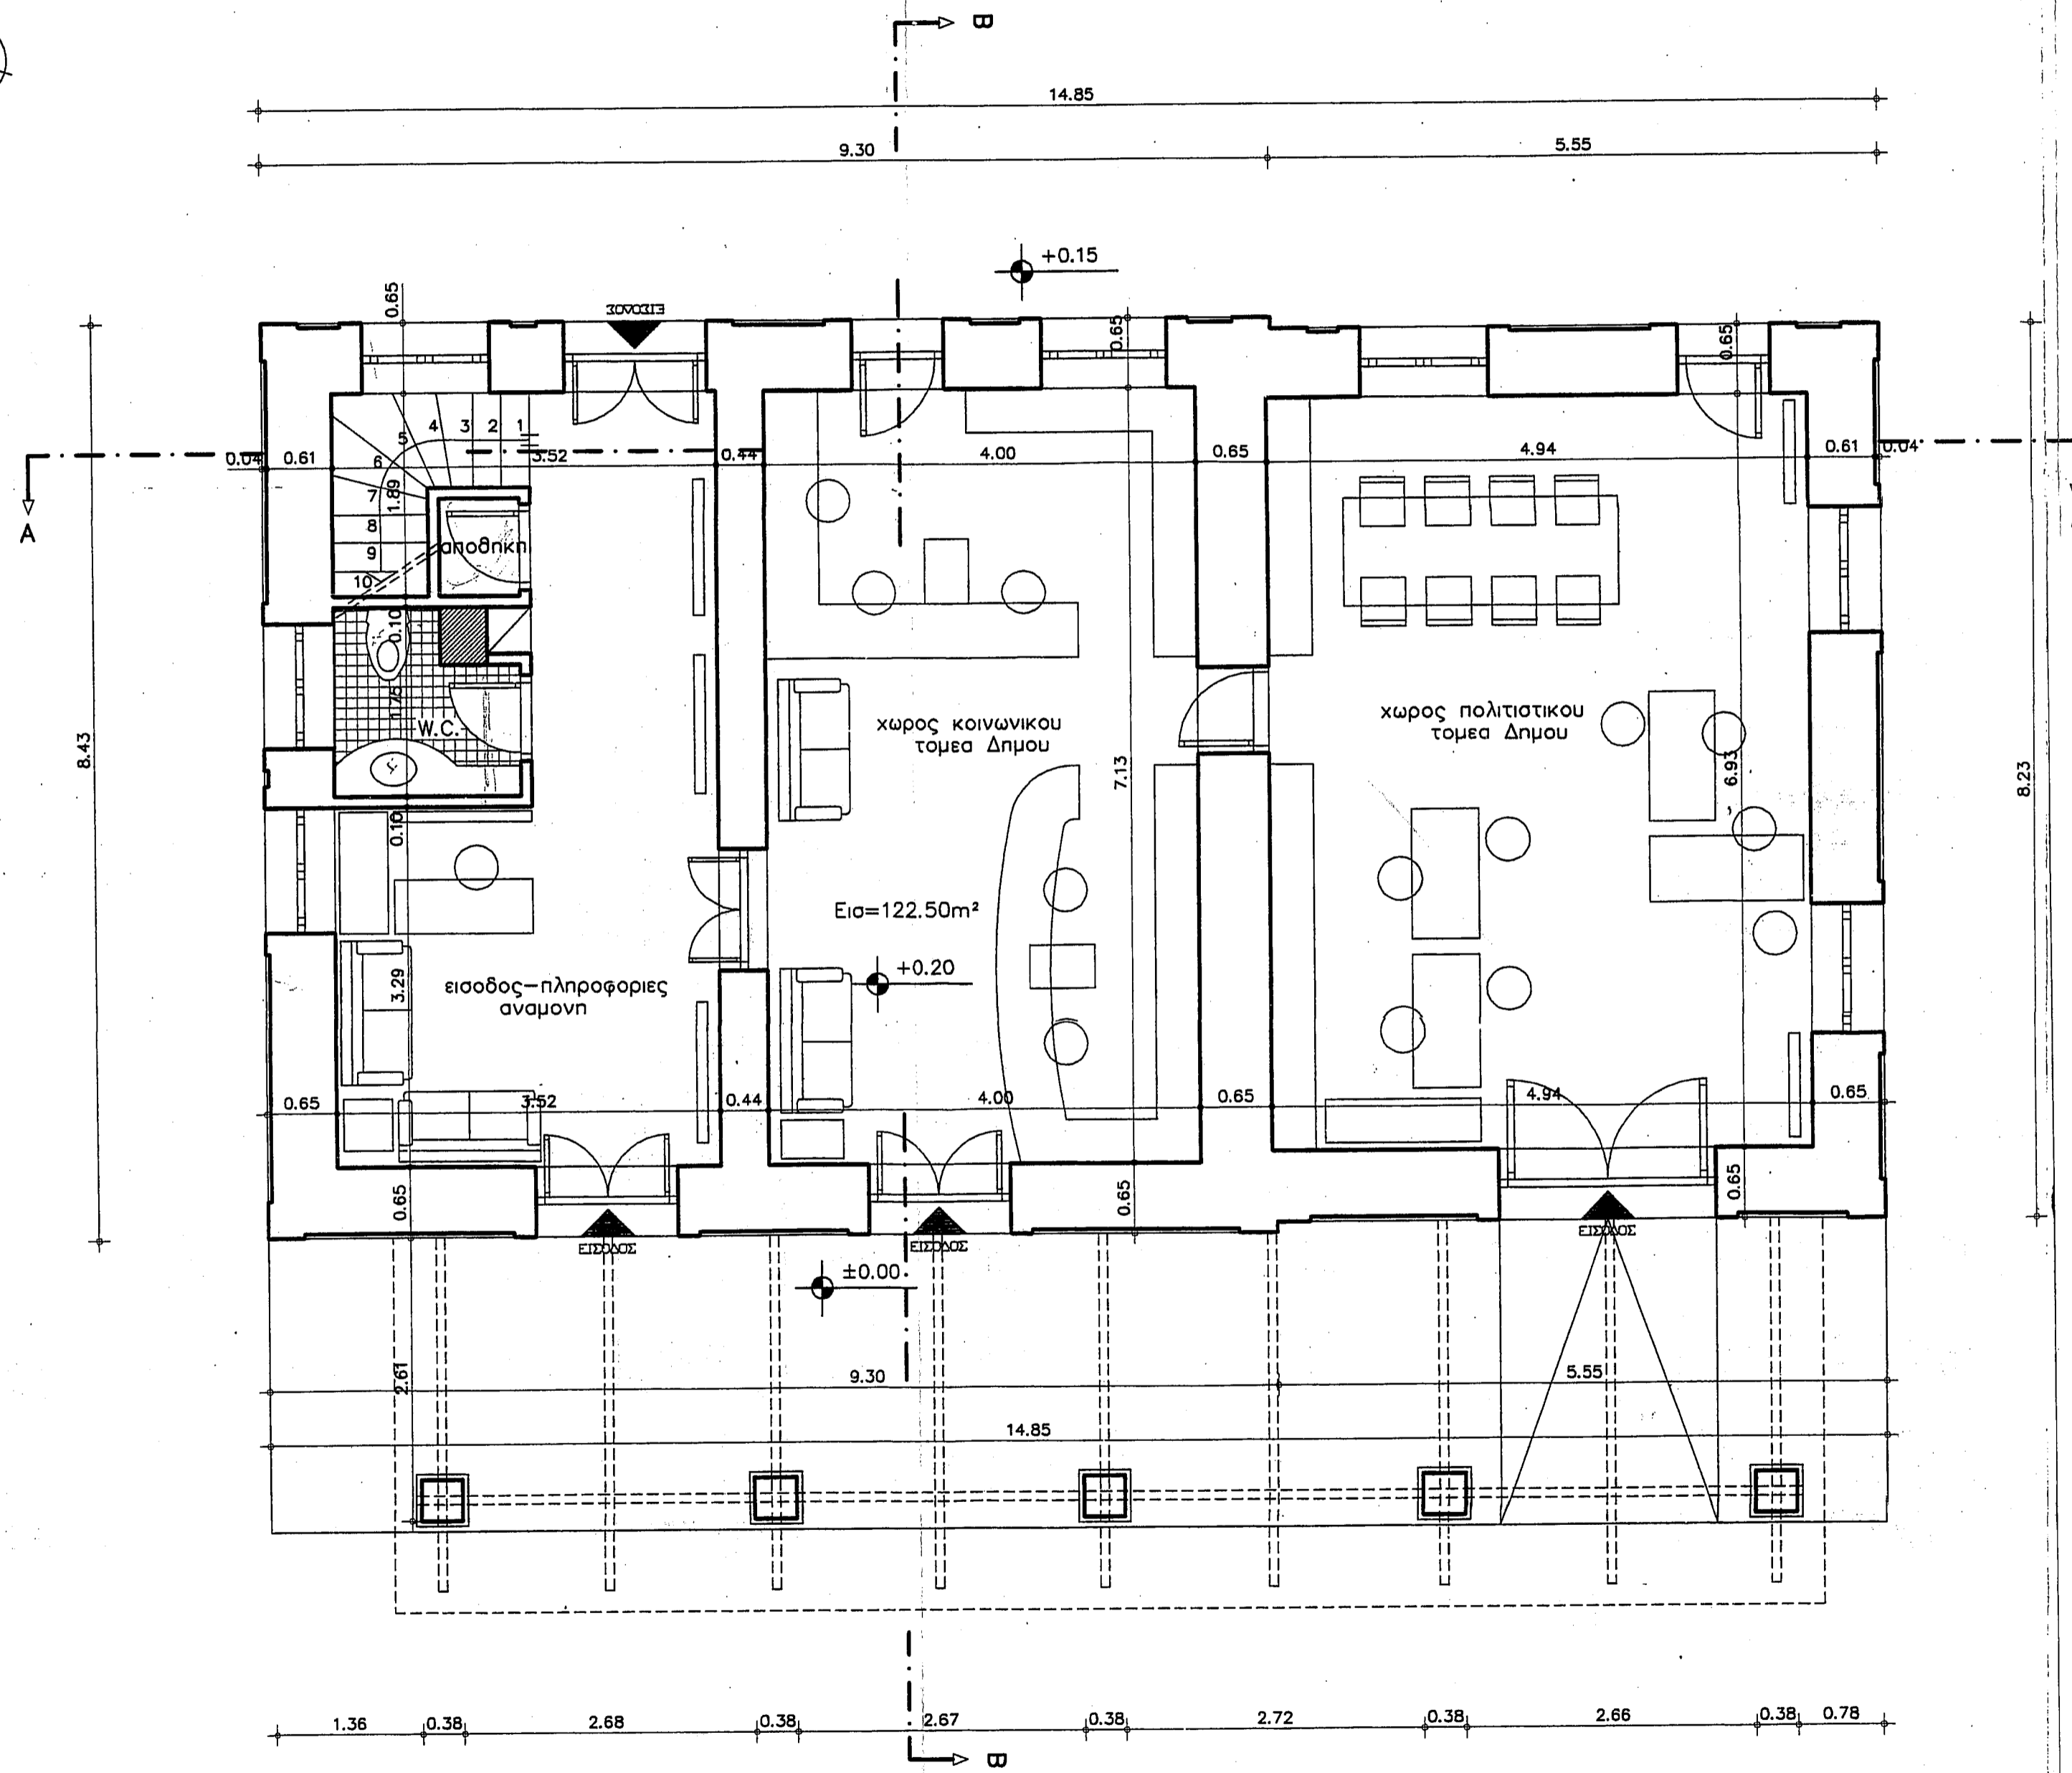 B
14.85
9.30 5.55
+0.15
0.65 ΕΙΣΟΔΟΣ 0.65 0.65
4 3 2 1
5
0.04 0.61 6 3.52 0.44 4.00 0.65 4.94 0.61 0.04
7 1.89
8
A
9 αποθηκη
10
0.10
1.75
W.C.
χωρος κοινωνικου
τομεα Δημου
χωρος πολιτιστικου
τομεα Δημου
8.43 7.13 6.93 8.23
0.10
Εισ=122.50m²
+0.20
3.29
εισοδος-πληροφοριες
αναμονη
0.65 3.52 0.44 4.00 0.65 4.94 0.65
0.65 0.65 0.65
ΕΙΣΟΔΟΣ ΕΙΣΟΔΟΣ ΕΙΣΟΔΟΣ
±0.00
2.61 9.30 5.55
14.85
1.36 0.38 2.68 0.38 2.67 0.38 2.72 0.38 2.66 0.38 0.78
B